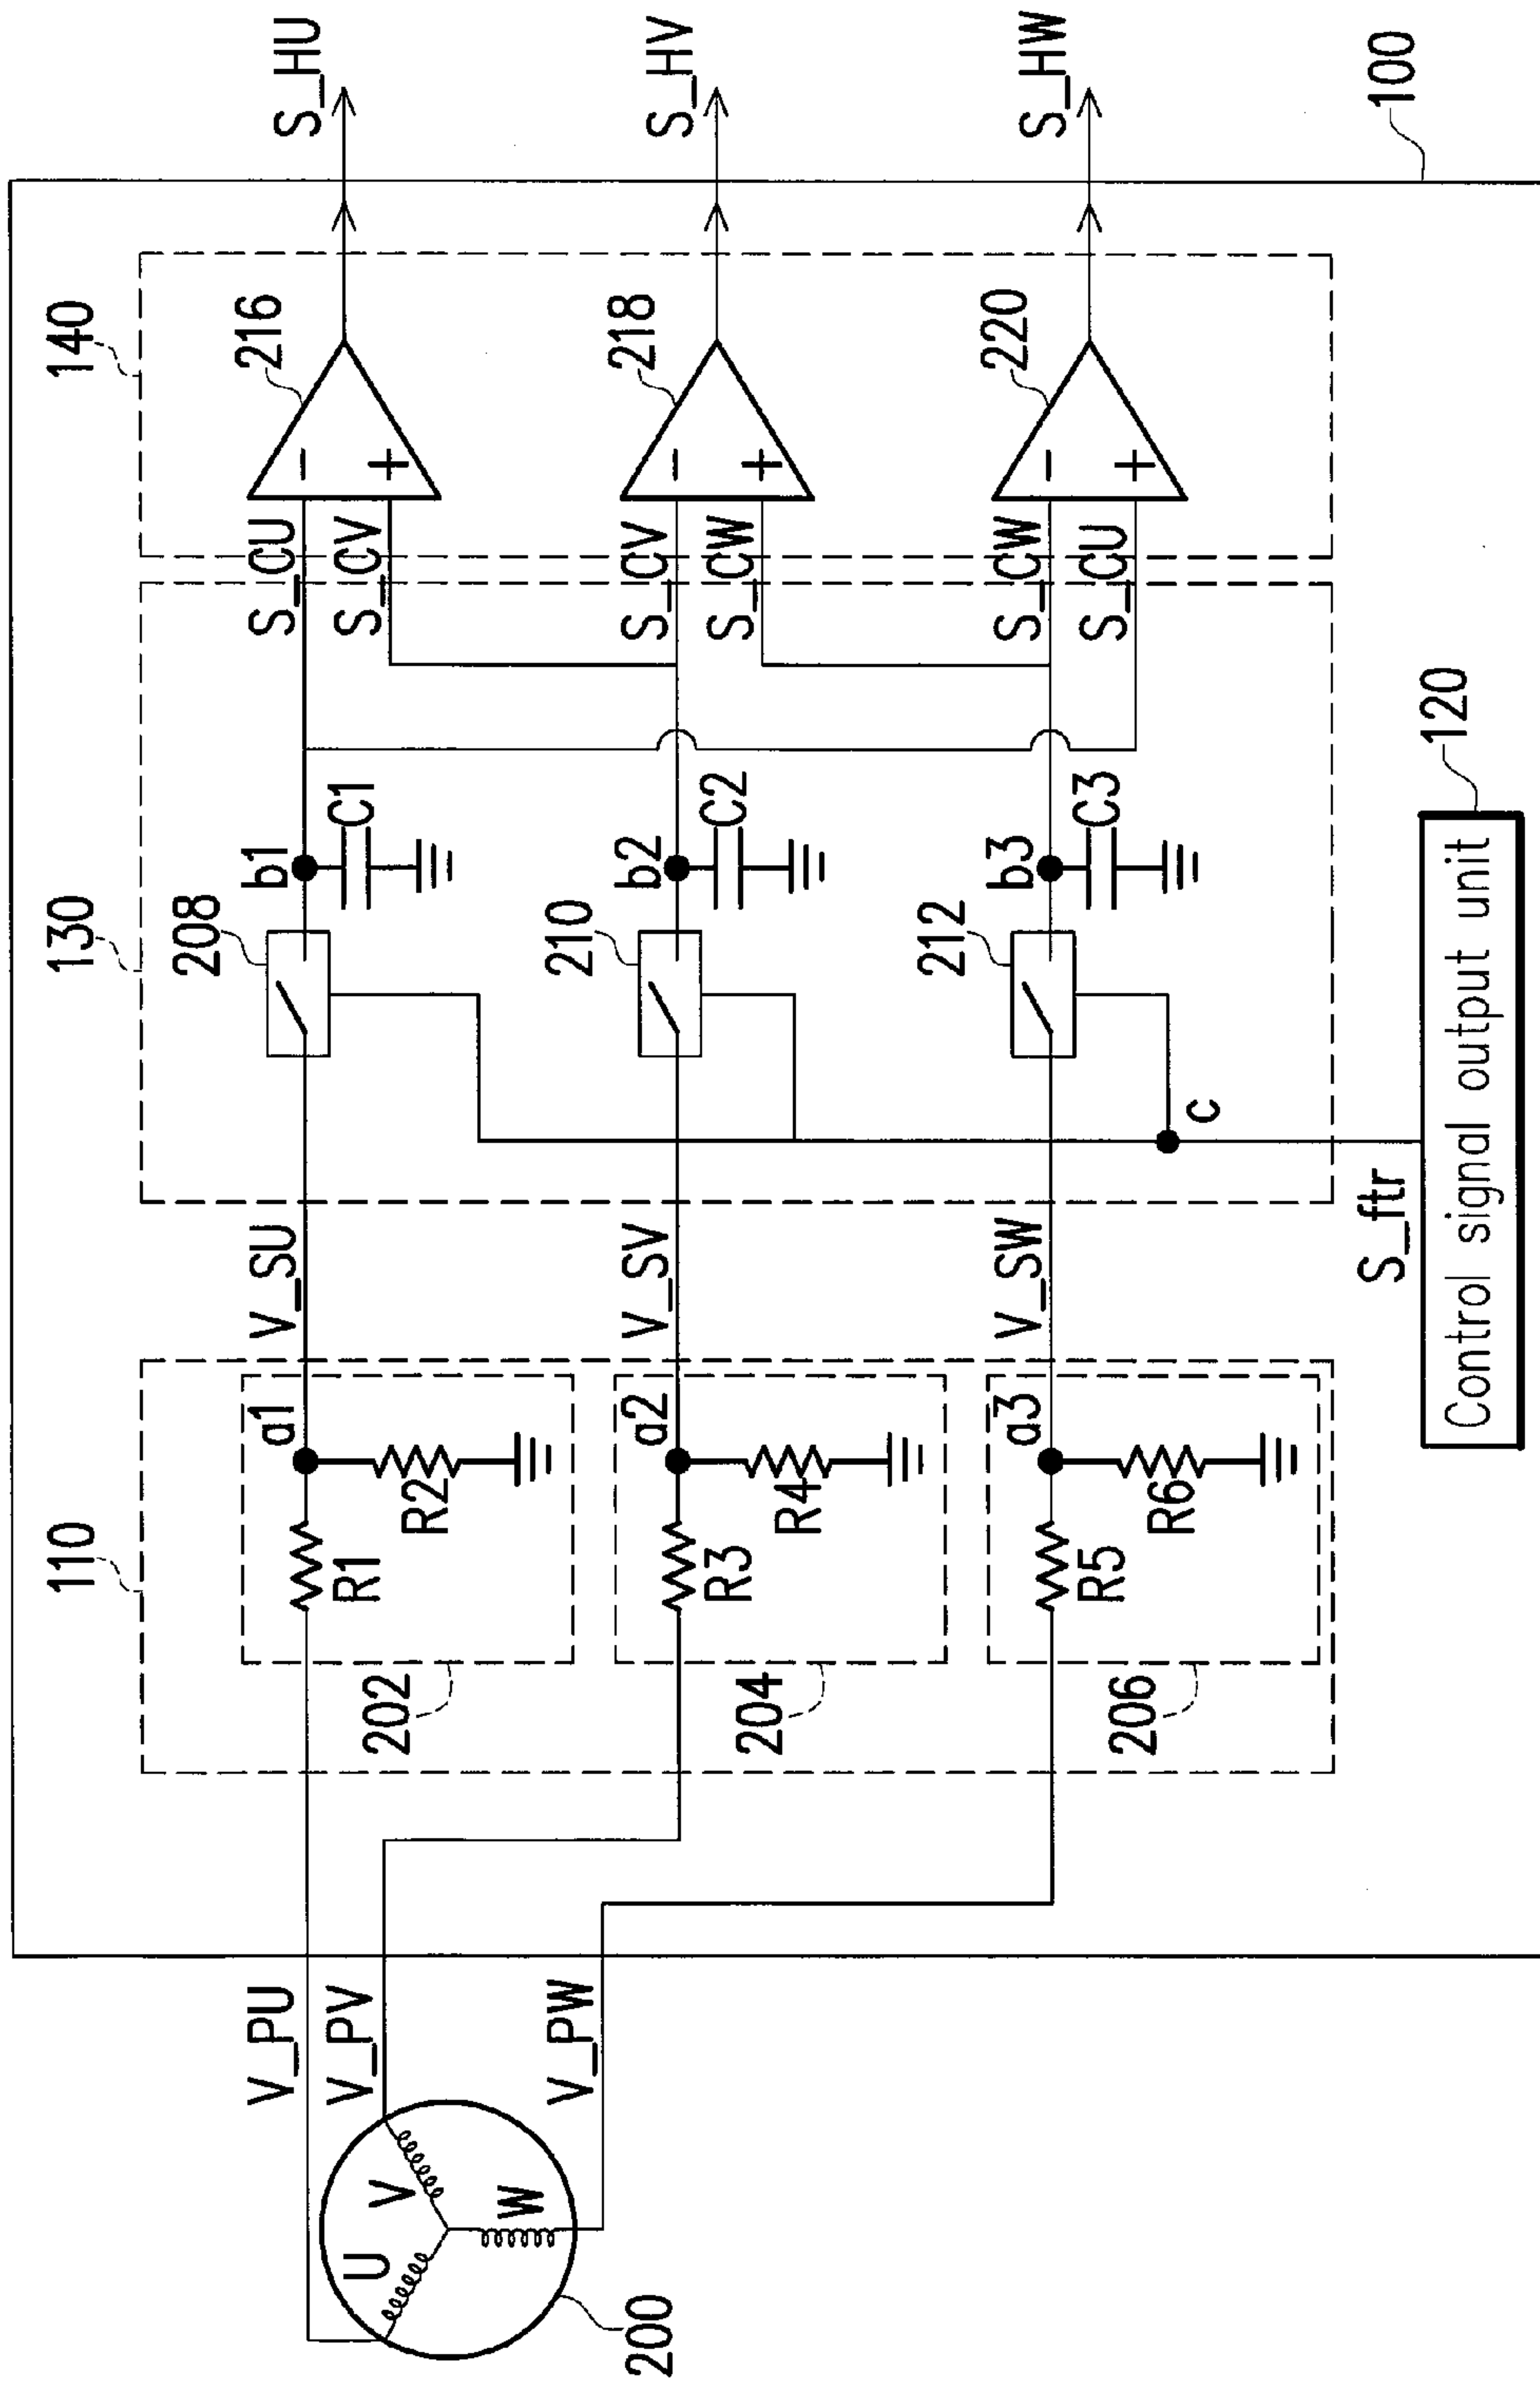 100
110
130
140
V_PU
V_PV
V_PW
U
V
W
200
202
R1
R2
a1
V_SU
208
b1
C1
S_CU
S_CV
216
S_HU
204
R3
R4
a2
V_SV
210
b2
C2
S_CV
S_CW
218
S_HV
206
R5
R6
a3
V_SW
212
b3
C3
S_CW
S_CU
220
S_HW
c
S_ftr
Control signal output unit
120
−
+
−
+
−
+